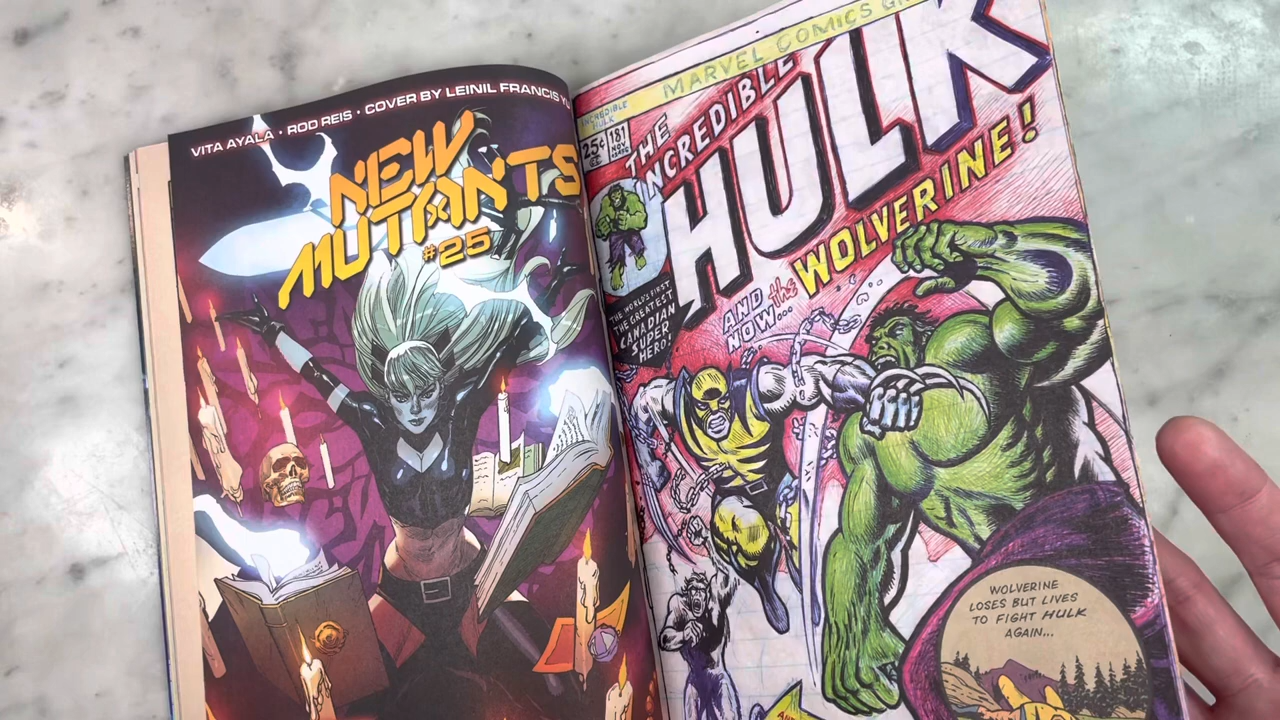 VITA AYALA • ROD REIS • COVER BY LEINIL FRANCIS YU
NEW
MUTANTS
#25
MARVEL COMICS
INCREDIBLE
HULK
25¢
181
NOV
THE
INCREDIBLE
HULK
AND
NOW...
the
WOLVERINE!
THE WORLD'S FIRST
THE GREATEST
CANADIAN
SUPER
HERO!
WOLVERINE
LOSES BUT LIVES
TO FIGHT HULK
AGAIN...